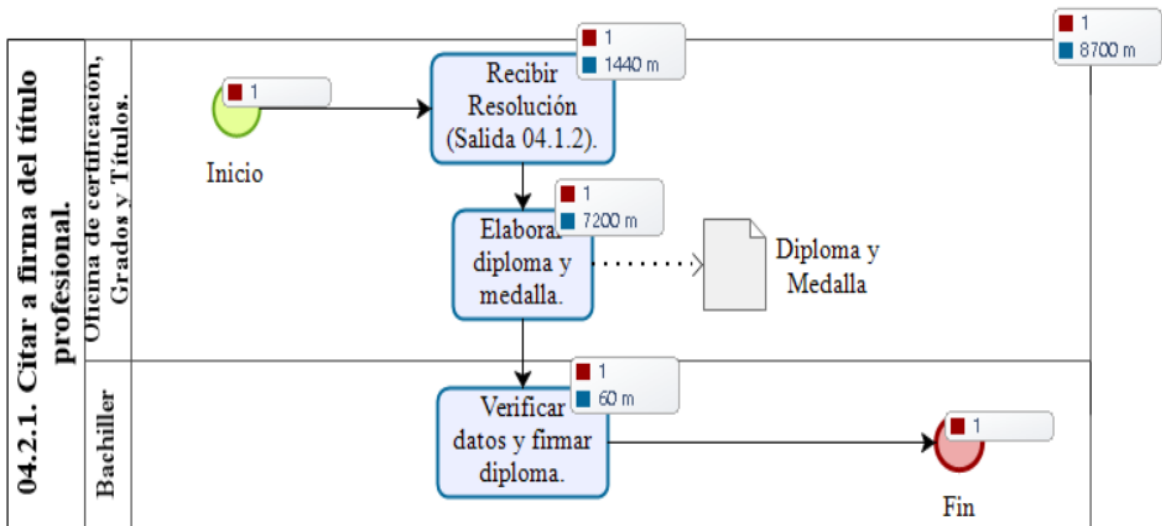 04.2.1. Citar a firma del título
profesional.
Oficina de certificación,
Grados y Títulos.
1
8700 m
1
Inicio
1
1440 m
Recibir
Resolución
(Salida 04.1.2).
1
7200 m
Elaborar
diploma y
medalla.
Diploma y
Medalla
Bachiller
1
60 m
Verificar
datos y firmar
diploma.
1
Fin